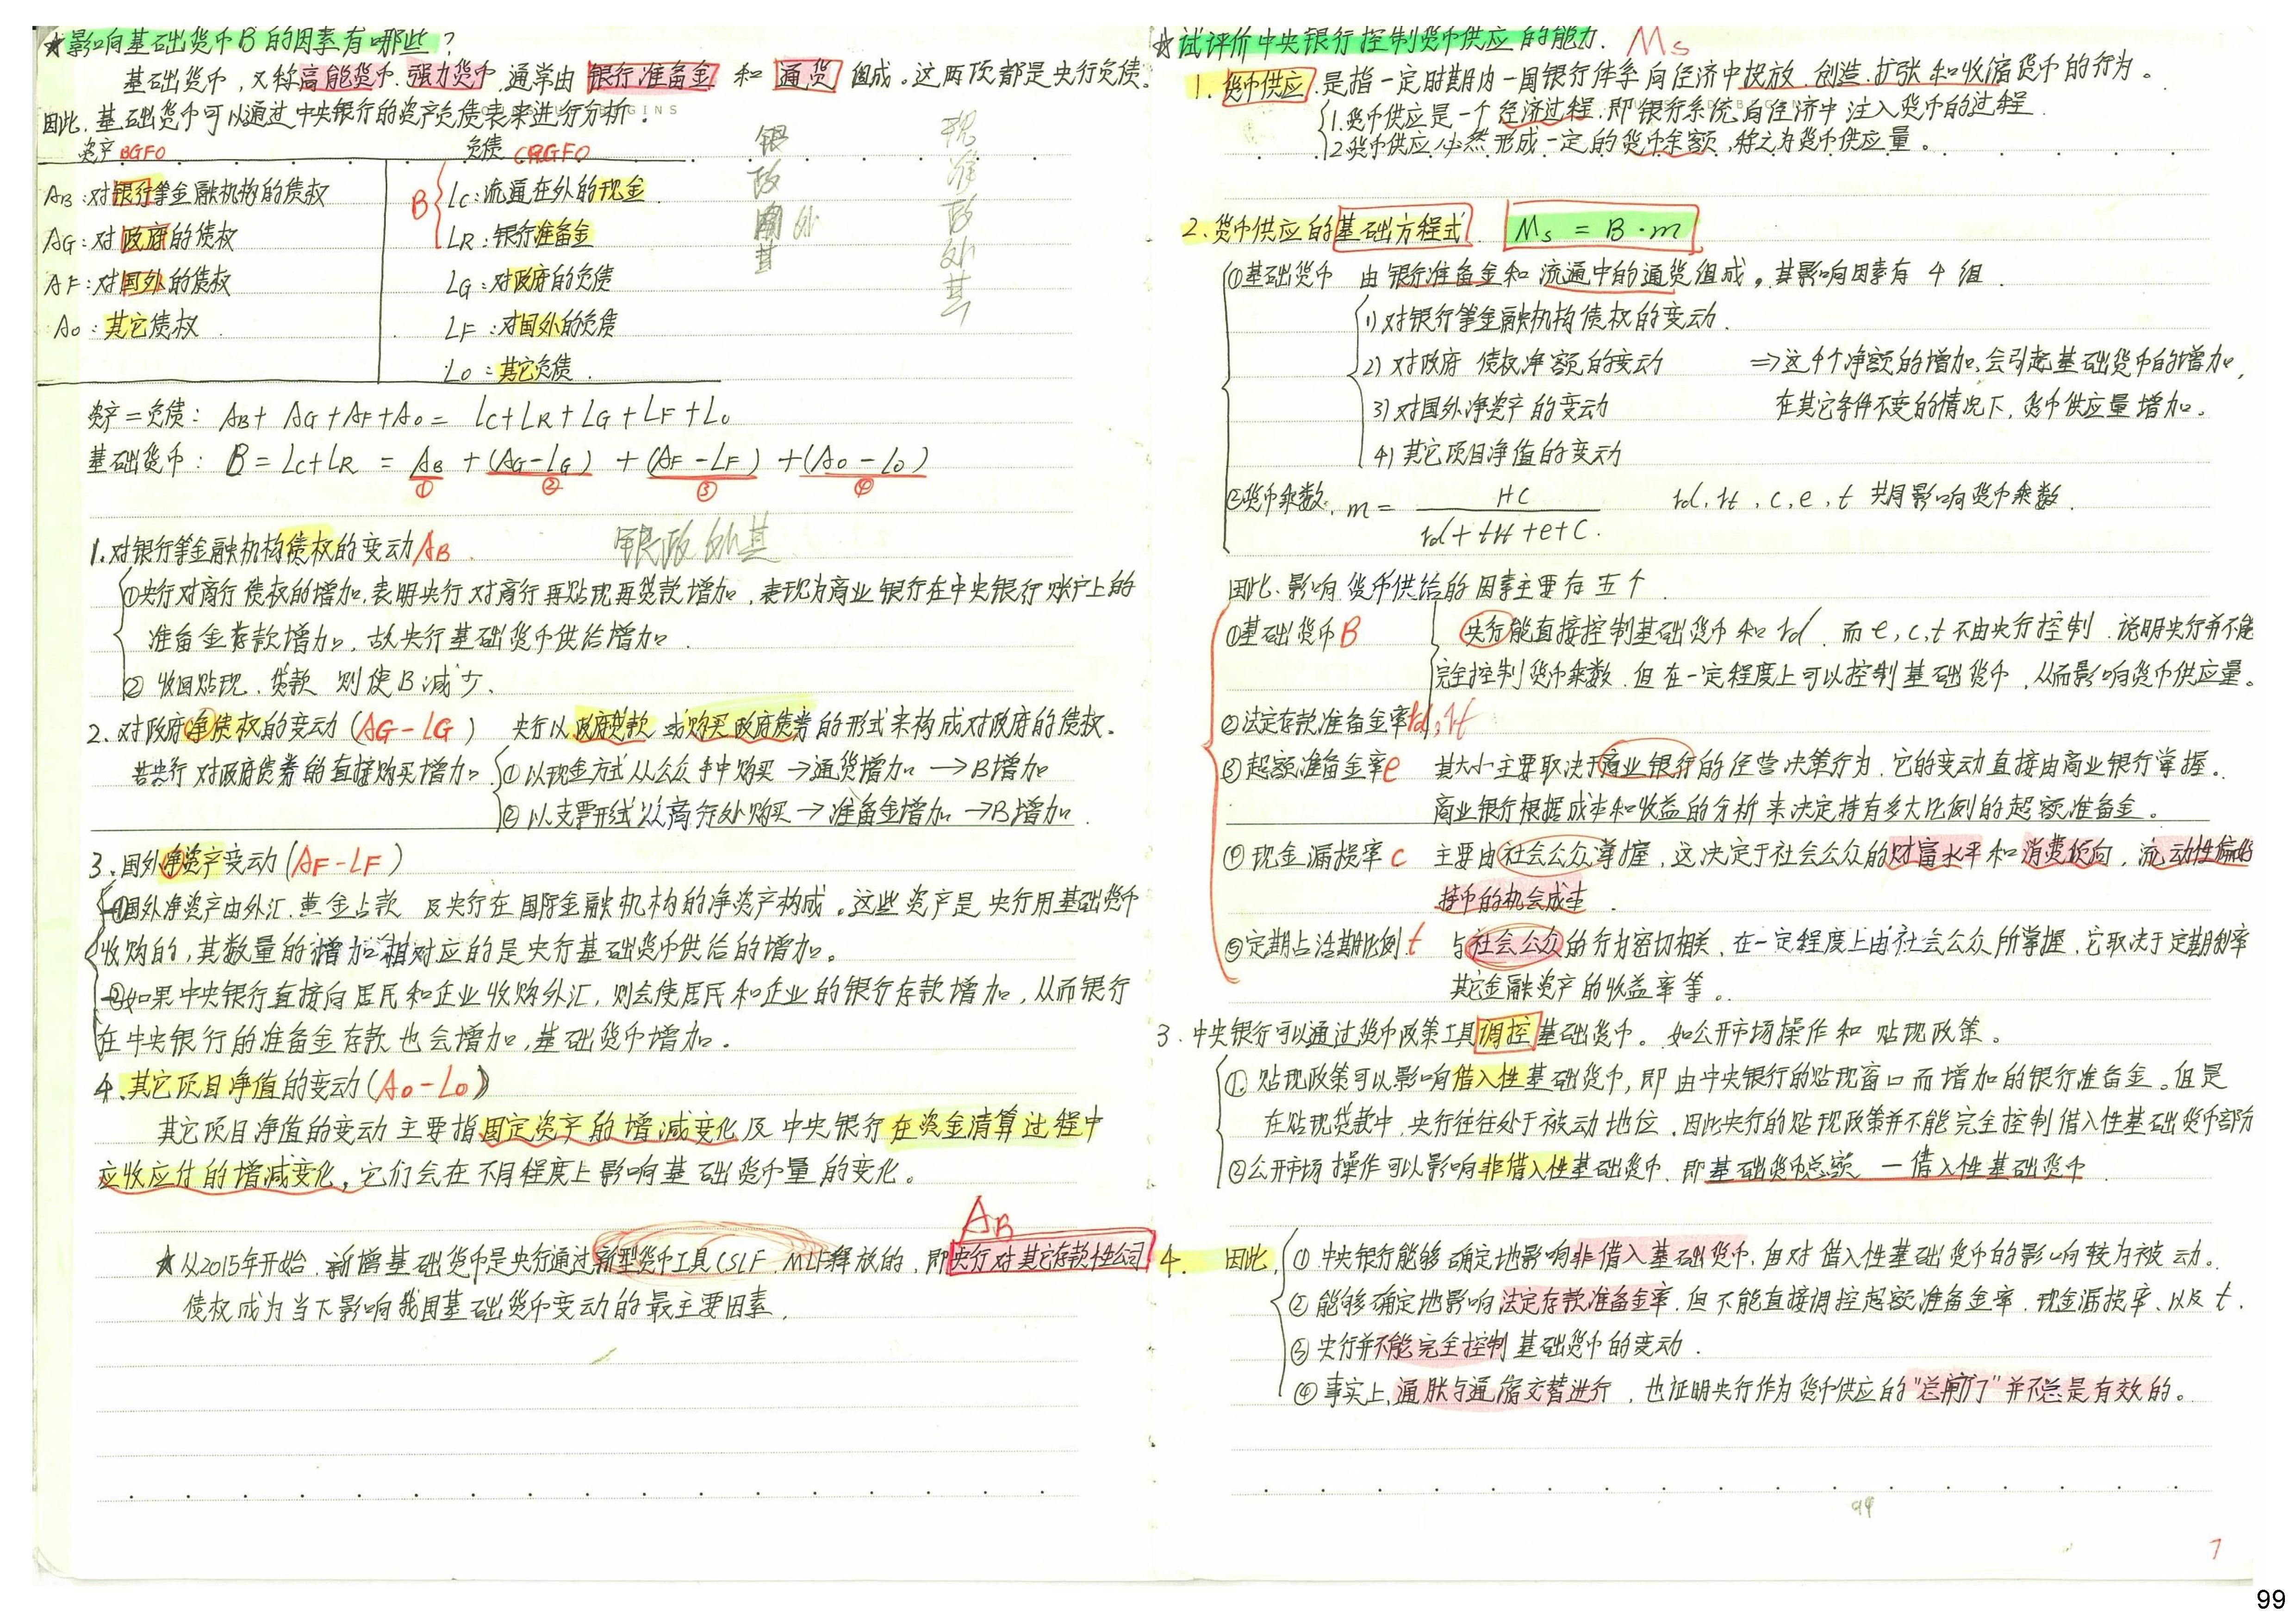 ★影响基础货币B的因素有哪些？
基础货币，又称高能货币、强力货币，通常由 银行准备金 和 通货 组成。这两项都是央行负债。
因此，基础货币可以通过中央银行的资产负债表来进行分析：
资产 BGFO 负债 CRGFO
AB：对银行等金融机构的债权 B LC：流通在外的现金
AG：对政府的债权 LR：银行准备金
AF：对国外的债权 LG：对政府的负债
AO：其它债权 LF：对国外的负债
LO：其它负债
银
政
外
其
现
准
政
外
其
资产=负债：AB+AG+AF+AO=LC+LR+LG+LF+LO
基础货币：B=LC+LR=AB+(AG-LG)+(AF-LF)+(AO-LO)
① ② ③ ④
银政外其
1.对银行等金融机构债权的变动AB
①央行对商行债权的增加，表明央行对商行再贴现再贷款增加，表现为商业银行在中央银行账户上的
准备金存款增加，故央行基础货币供给增加。
②收回贴现、贷款 则使B减少.
2.对政府净债权的变动(AG-LG) 央行以政府贷款或购买政府债券的形式来构成对政府的债权.
若央行对政府债券的直接购买增加 ①以现金方式从公众手中购买→通货增加→B增加
②以支票形式从商行处购买→准备金增加→B增加.
3.国外净资产变动(AF-LF)
①国外净资产由外汇、黄金占款 及央行在国际金融机构的净资产构成。这些资产是央行用基础货币
收购的，其数量的增加相对应的是央行基础货币供给的增加。
②如果中央银行直接向居民和企业收购外汇，则会使居民和企业的银行存款增加，从而银行
在中央银行的准备金存款也会增加，基础货币增加。
4.其它项目净值的变动(AO-LO)
其它项目净值的变动主要指固定资产的增减变化及中央银行在资金清算过程中
应收应付的增减变化，它们会在不同程度上影响基础货币量的变化。
AB
★从2015年开始，新增基础货币是央行通过新型货币工具(SLF、MLF释放的，即央行对其它存款性公司
债权成为当下影响我国基础货币变动的最主要因素.
☆试评价中央银行控制货币供应的能力. Ms
1.货币供应，是指一定时期内一国银行体系向经济中投放、创造、扩张和收缩货币的行为。
1.货币供应是一个经济过程，即银行系统向经济中注入货币的过程.
2.货币供应必然形成一定的货币余额，称之为货币供应量。
2.货币供应的基础方程式 Ms=B·m
①基础货币 由银行准备金和流通中的通货组成，其影响因素有4组.
1)对银行等金融机构债权的变动.
2)对政府 债权净额的变动 ⇒这4个净额的增加，会引起基础货币的增加，
3)对国外净资产的变动 在其它条件不变的情况下，货币供应量增加。
4)其它项目净值的变动
②货币乘数，m= 1+C / rd+t·rt+e+C. rd，rt，c，e，t共同影响货币乘数.
因此，影响货币供给的因素主要有五个.
①基础货币B 央行能直接控制基础货币和rd，而e,c,t不由央行控制，说明央行并不能
完全控制货币乘数，但在一定程度上可以控制基础货币，从而影响货币供应量。
②法定存款准备金率rd,rt
③超额准备金率e 其大小主要取决于商业银行的经营决策行为，它的变动直接由商业银行掌握。
商业银行根据成本和收益的分析来决定持有多大比例的超额准备金。
④现金漏损率c 主要由社会公众掌握，这决定于社会公众的财富水平和消费倾向，流动性偏好
持币的机会成本.
⑤定期占活期比例t 与社会公众的行为密切相关，在一定程度上由社会公众所掌握，它取决于定期利率
其它金融资产的收益率等。
3.中央银行可以通过货币政策工具调控基础货币。如公开市场操作和贴现政策。
①贴现政策可以影响借入性基础货币，即由中央银行的贴现窗口而增加的银行准备金。但是
在贴现贷款中，央行往往处于被动地位，因此央行的贴现政策并不能完全控制借入性基础货币部分
②公开市场操作可以影响非借入性基础货币，即基础货币总额—借入性基础货币.
4. 因此，①中央银行能够确定地影响非借入基础货币，但对借入性基础货币的影响较为被动。
②能够确定地影响法定存款准备金率，但不能直接调控超额准备金率、现金漏损率、以及t.
③央行并不能完全控制基础货币的变动.
④事实上，通胀与通缩交替进行，也证明央行作为货币供应的"总闸门"并不总是有效的。
7
99